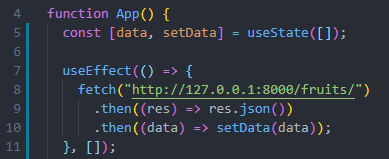 4 function App() {
5 const [data, setData] = useState([]);
6
7 useEffect(() => {
8 fetch("http://127.0.0.1:8000/fruits/")
9 .then((res) => res.json())
10 .then((data) => setData(data));
11 }, []);